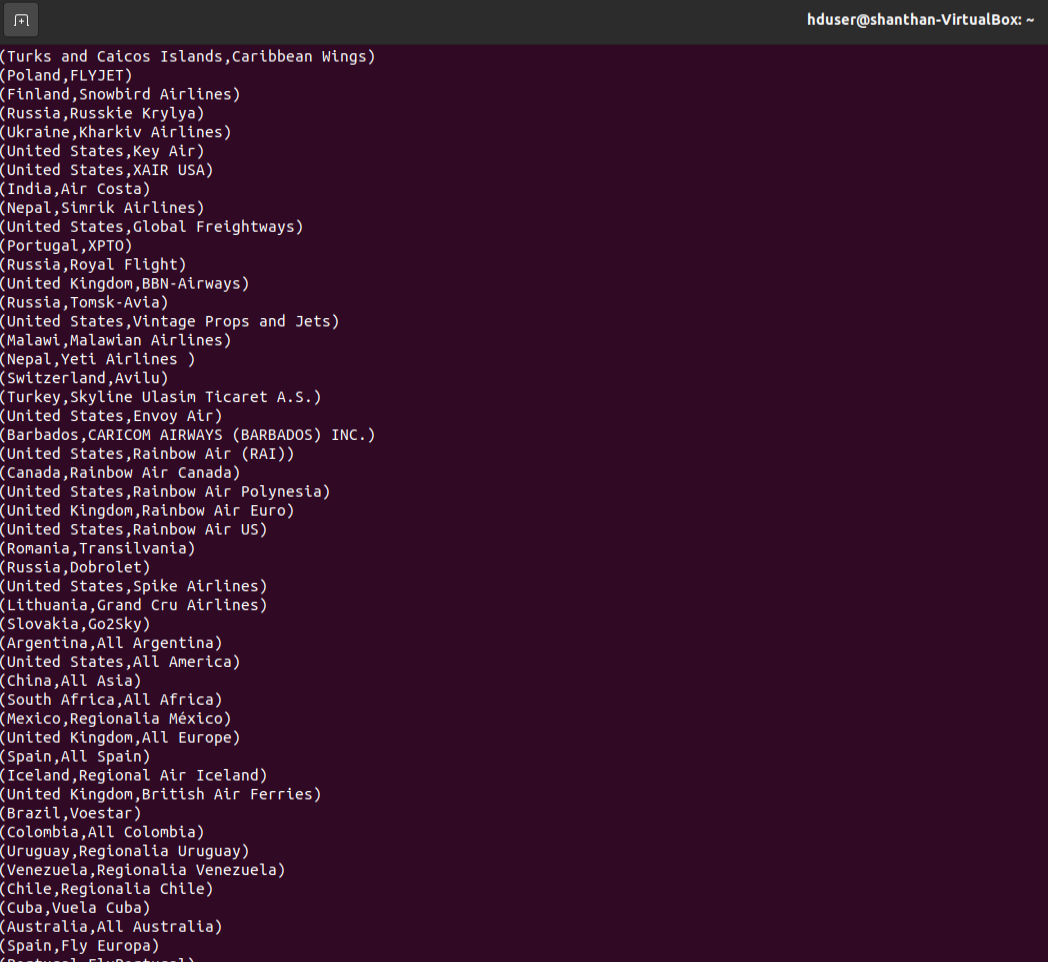 hduser@shanthan-VirtualBox: ~
(Turks and Caicos Islands,Caribbean Wings)
(Poland,FLYJET)
(Finland,Snowbird Airlines)
(Russia,Russkie Krylya)
(Ukraine,Kharkiv Airlines)
(United States,Key Air)
(United States,XAIR USA)
(India,Air Costa)
(Nepal,Simrik Airlines)
(United States,Global Freightways)
(Portugal,XPTO)
(Russia,Royal Flight)
(United Kingdom,BBN-Airways)
(Russia,Tomsk-Avia)
(United States,Vintage Props and Jets)
(Malawi,Malawian Airlines)
(Nepal,Yeti Airlines )
(Switzerland,Avilu)
(Turkey,Skyline Ulasim Ticaret A.S.)
(United States,Envoy Air)
(Barbados,CARICOM AIRWAYS (BARBADOS) INC.)
(United States,Rainbow Air (RAI))
(Canada,Rainbow Air Canada)
(United States,Rainbow Air Polynesia)
(United Kingdom,Rainbow Air Euro)
(United States,Rainbow Air US)
(Romania,Transilvania)
(Russia,Dobrolet)
(United States,Spike Airlines)
(Lithuania,Grand Cru Airlines)
(Slovakia,Go2Sky)
(Argentina,All Argentina)
(United States,All America)
(China,All Asia)
(South Africa,All Africa)
(Mexico,Regionalia México)
(United Kingdom,All Europe)
(Spain,All Spain)
(Iceland,Regional Air Iceland)
(United Kingdom,British Air Ferries)
(Brazil,Voestar)
(Colombia,All Colombia)
(Uruguay,Regionalia Uruguay)
(Venezuela,Regionalia Venezuela)
(Chile,Regionalia Chile)
(Cuba,Vuela Cuba)
(Australia,All Australia)
(Spain,Fly Europa)
(Portugal,FlyPortugal)